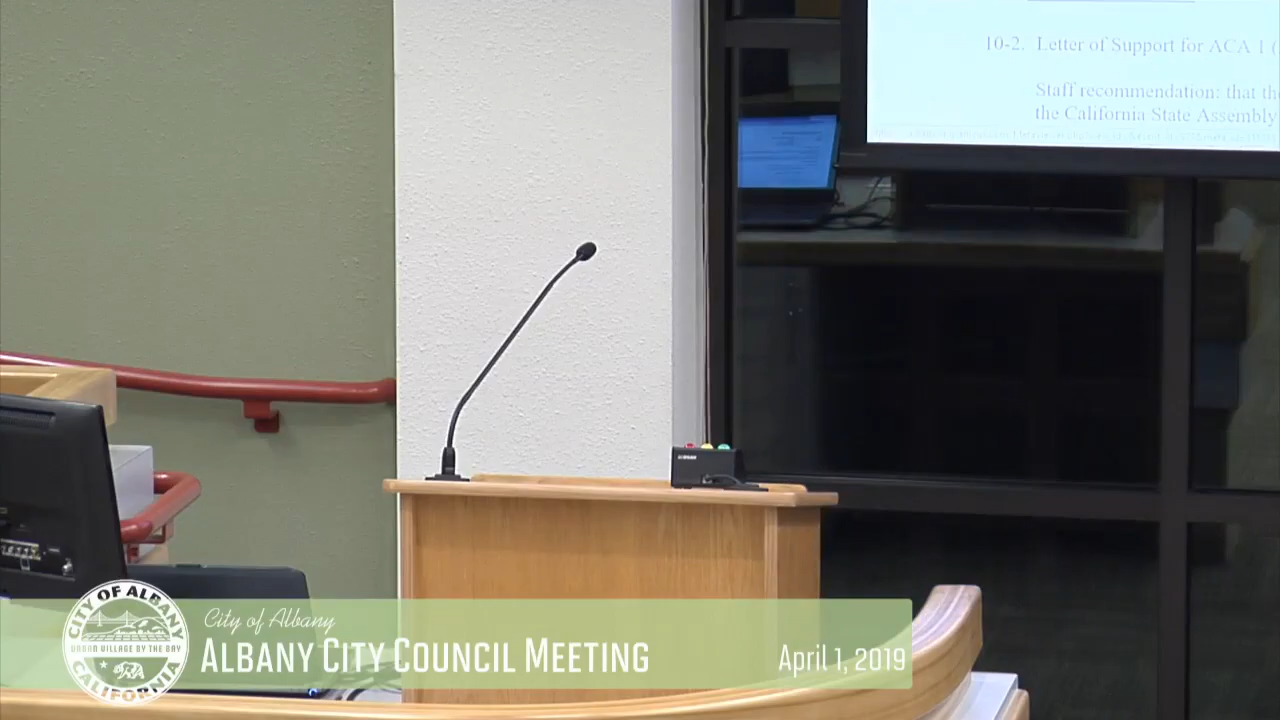 10-2. Letter of Support for ACA 1 (
Staff recommendation: that the
the California State Assembly
CITY OF ALBANY
URBAN VILLAGE BY THE BAY
CALIFORNIA
City of Albany
ALBANY CITY COUNCIL MEETING
April 1, 2019